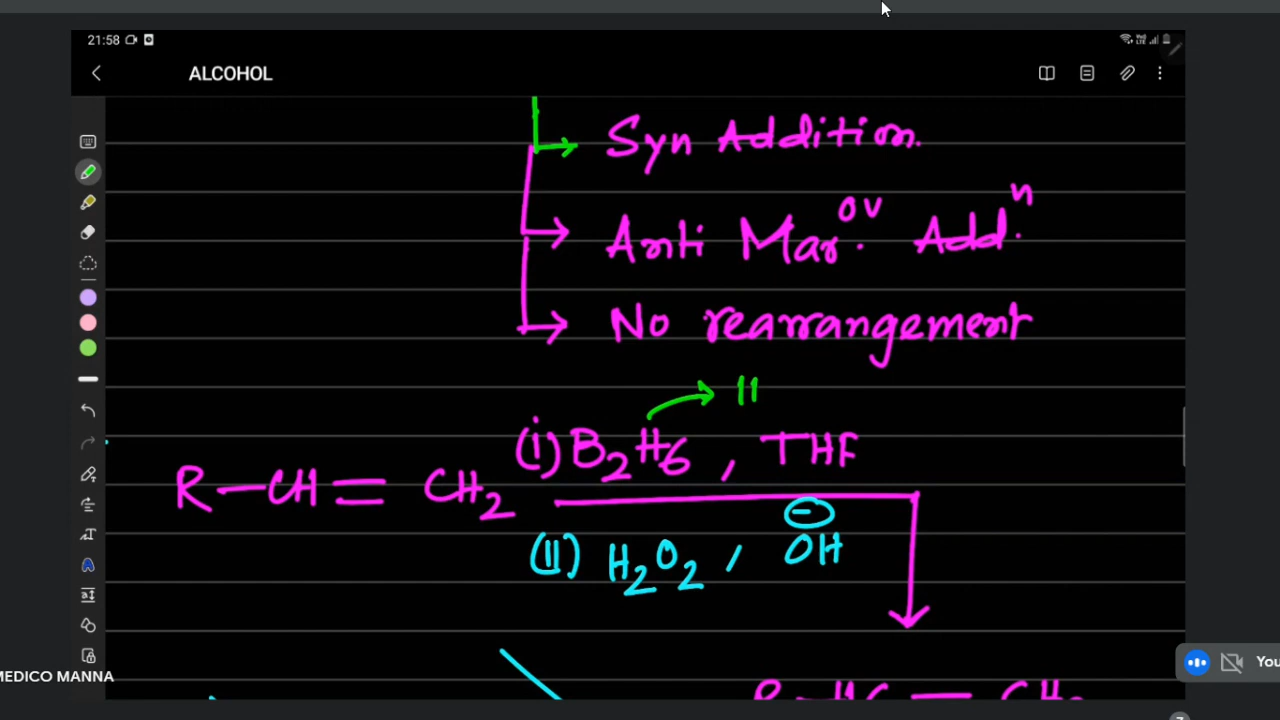 21:58
ALCOHOL
Syn Addition.
Anti Mar^ov. Add^n.
No rearrangement
(i) B2H6, THF → 11
R—CH=CH2
(II) H2O2, ⊖OH
MEDICO MANNA
You